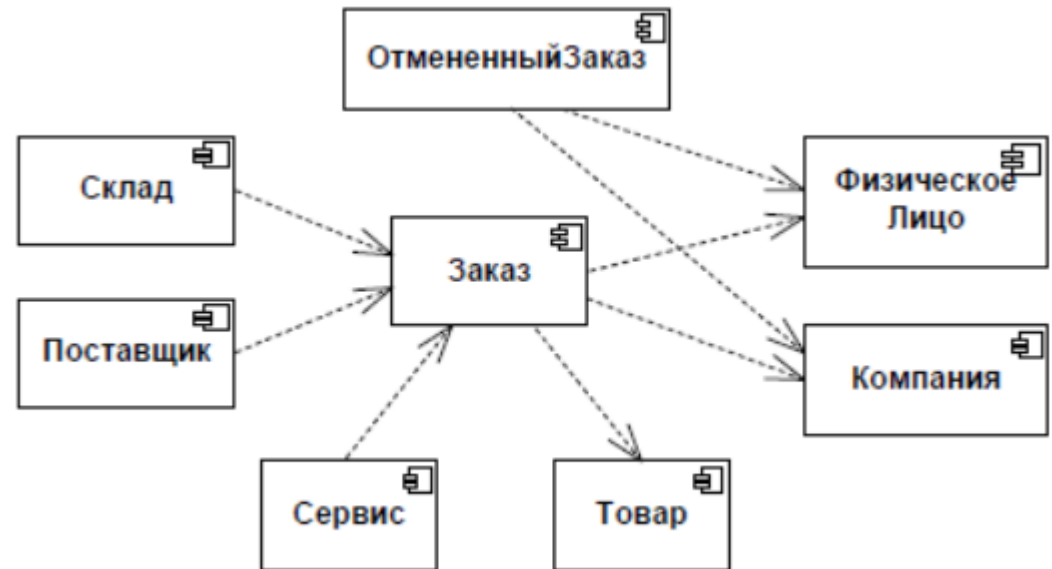 ОтмененныйЗаказ
Склад
Физическое
Лицо
Заказ
Поставщик
Компания
Сервис
Товар